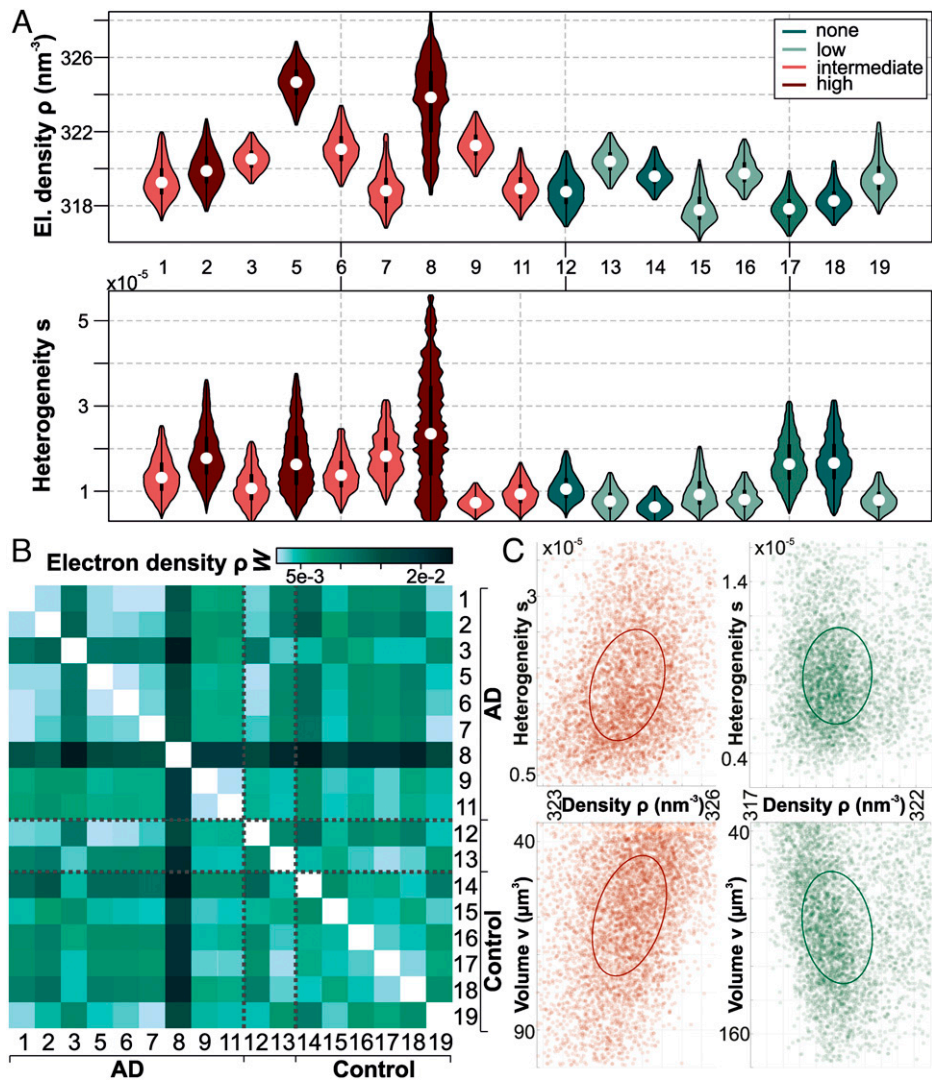 A
El. density ρ (nm⁻³)
326
322
318
none
low
intermediate
high
1 2 3 5 6 7 8 9 11 12 13 14 15 16 17 18 19
x10⁻⁵
Heterogeneity s
5
3
1
B
Electron density ρ
W
5e-3 2e-2
1
2
3
5
6
7
8
9
11
12
13
14
15
16
17
18
19
AD
Control
1 2 3 5 6 7 8 9 11 12 13 14 15 16 17 18 19
AD Control
C
x10⁻⁵
Heterogeneity s
3
0.5
323
Density ρ (nm⁻³)
326
x10⁻⁵
Heterogeneity s
1.4
0.4
317
Density ρ (nm⁻³)
322
Volume v (μm³)
40
90
Volume v (μm³)
40
160